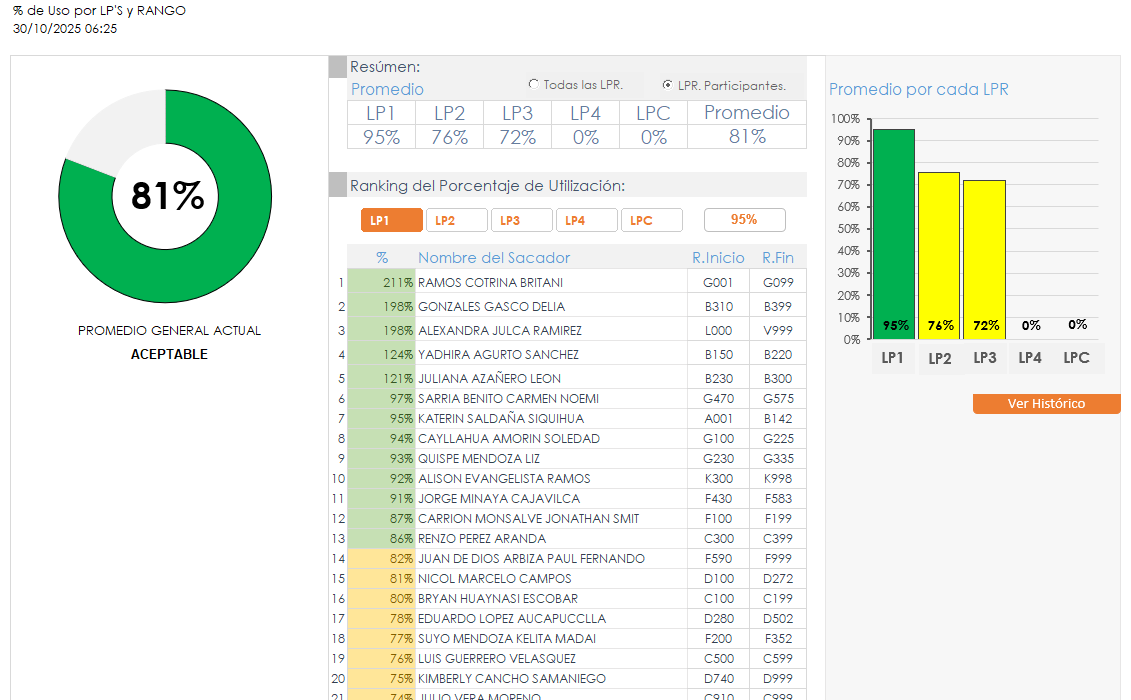 % de Uso por LP'S y RANGO
30/10/2025 06:25
81%
PROMEDIO GENERAL ACTUAL
ACEPTABLE
Resúmen:
Promedio
Todas las LPR.
LPR. Participantes.
LP1 LP2 LP3 LP4 LPC Promedio
95% 76% 72% 0% 0% 81%
Ranking del Porcentaje de Utilización:
LP1 LP2 LP3 LP4 LPC 95%
% Nombre del Sacador R.Inicio R.Fin
1 211% RAMOS COTRINA BRITANI G001 G099
2 198% GONZALES GASCO DELIA B310 B399
3 198% ALEXANDRA JULCA RAMIREZ L000 V999
4 124% YADHIRA AGURTO SANCHEZ B150 B220
5 121% JULIANA AZAÑERO LEON B230 B300
6 97% SARRIA BENITO CARMEN NOEMI G470 G575
7 95% KATERIN SALDAÑA SIQUIHUA A001 B142
8 94% CAYLLAHUA AMORIN SOLEDAD G100 G225
9 93% QUISPE MENDOZA LIZ G230 G335
10 92% ALISON EVANGELISTA RAMOS K300 K998
11 91% JORGE MINAYA CAJAVILCA F430 F583
12 87% CARRION MONSALVE JONATHAN SMIT F100 F199
13 86% RENZO PEREZ ARANDA C300 C399
14 82% JUAN DE DIOS ARBIZA PAUL FERNANDO F590 F999
15 81% NICOL MARCELO CAMPOS D100 D272
16 80% BRYAN HUAYNASI ESCOBAR C100 C199
17 78% EDUARDO LOPEZ AUCAPUCCLLA D280 D502
18 77% SUYO MENDOZA KELITA MADAI F200 F352
19 76% LUIS GUERRERO VELASQUEZ C500 C599
20 75% KIMBERLY CANCHO SAMANIEGO D740 D999
21 74% JULIO VERA MORENO C910 C999
Promedio por cada LPR
100%
90%
80%
70%
60%
50%
40%
30%
20%
10%
0%
95% 76% 72% 0% 0%
LP1 LP2 LP3 LP4 LPC
Ver Histórico